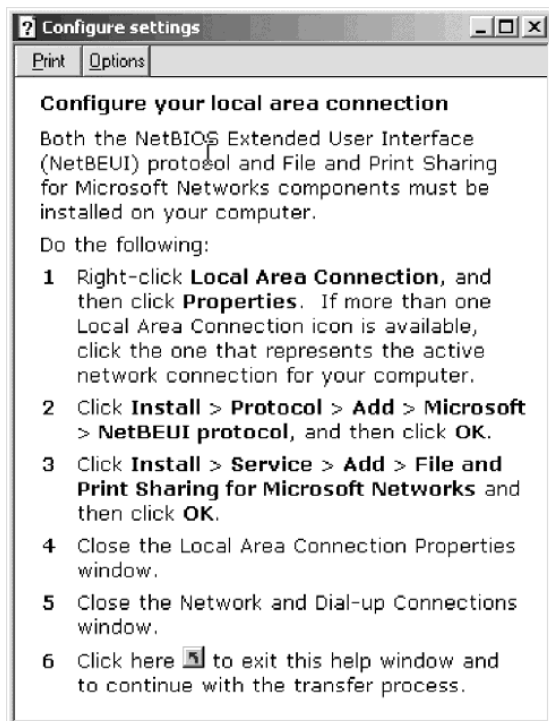 ? Configure settings
Print Options
Configure your local area connection
Both the NetBIOS Extended User Interface
(NetBEUI) protocol and File and Print Sharing
for Microsoft Networks components must be
installed on your computer.
Do the following:
1 Right-click Local Area Connection, and
then click Properties. If more than one
Local Area Connection icon is available,
click the one that represents the active
network connection for your computer.
2 Click Install > Protocol > Add > Microsoft
> NetBEUI protocol, and then click OK.
3 Click Install > Service > Add > File and
Print Sharing for Microsoft Networks and
then click OK.
4 Close the Local Area Connection Properties
window.
5 Close the Network and Dial-up Connections
window.
6 Click here to exit this help window and
to continue with the transfer process.